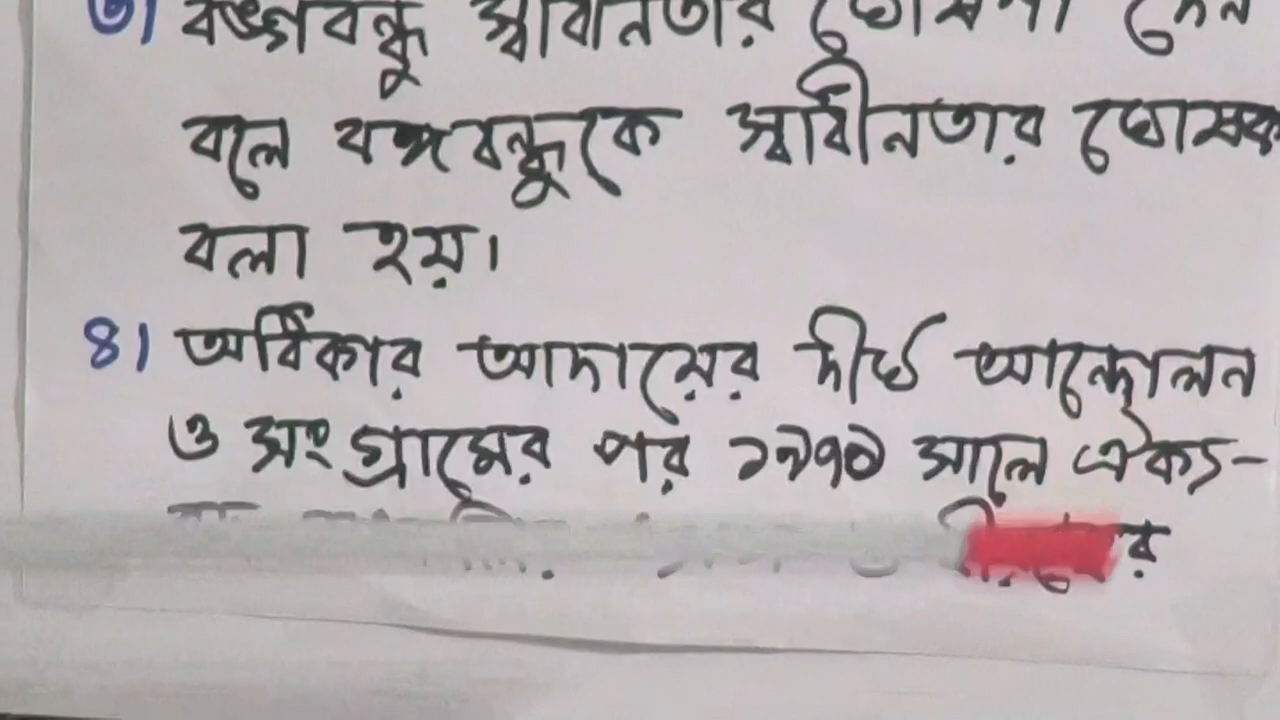 ৩। বঙ্গবন্ধু স্বাধীনতার ঘোষণা দেন
বলে বঙ্গবন্ধুকে স্বাধীনতার ঘোষক
বলা হয়।
৪। অধিকার আদায়ের দীর্ঘ আন্দোলন
ও সংগ্রামের পর ১৯৭১ সালে ঐক্য-